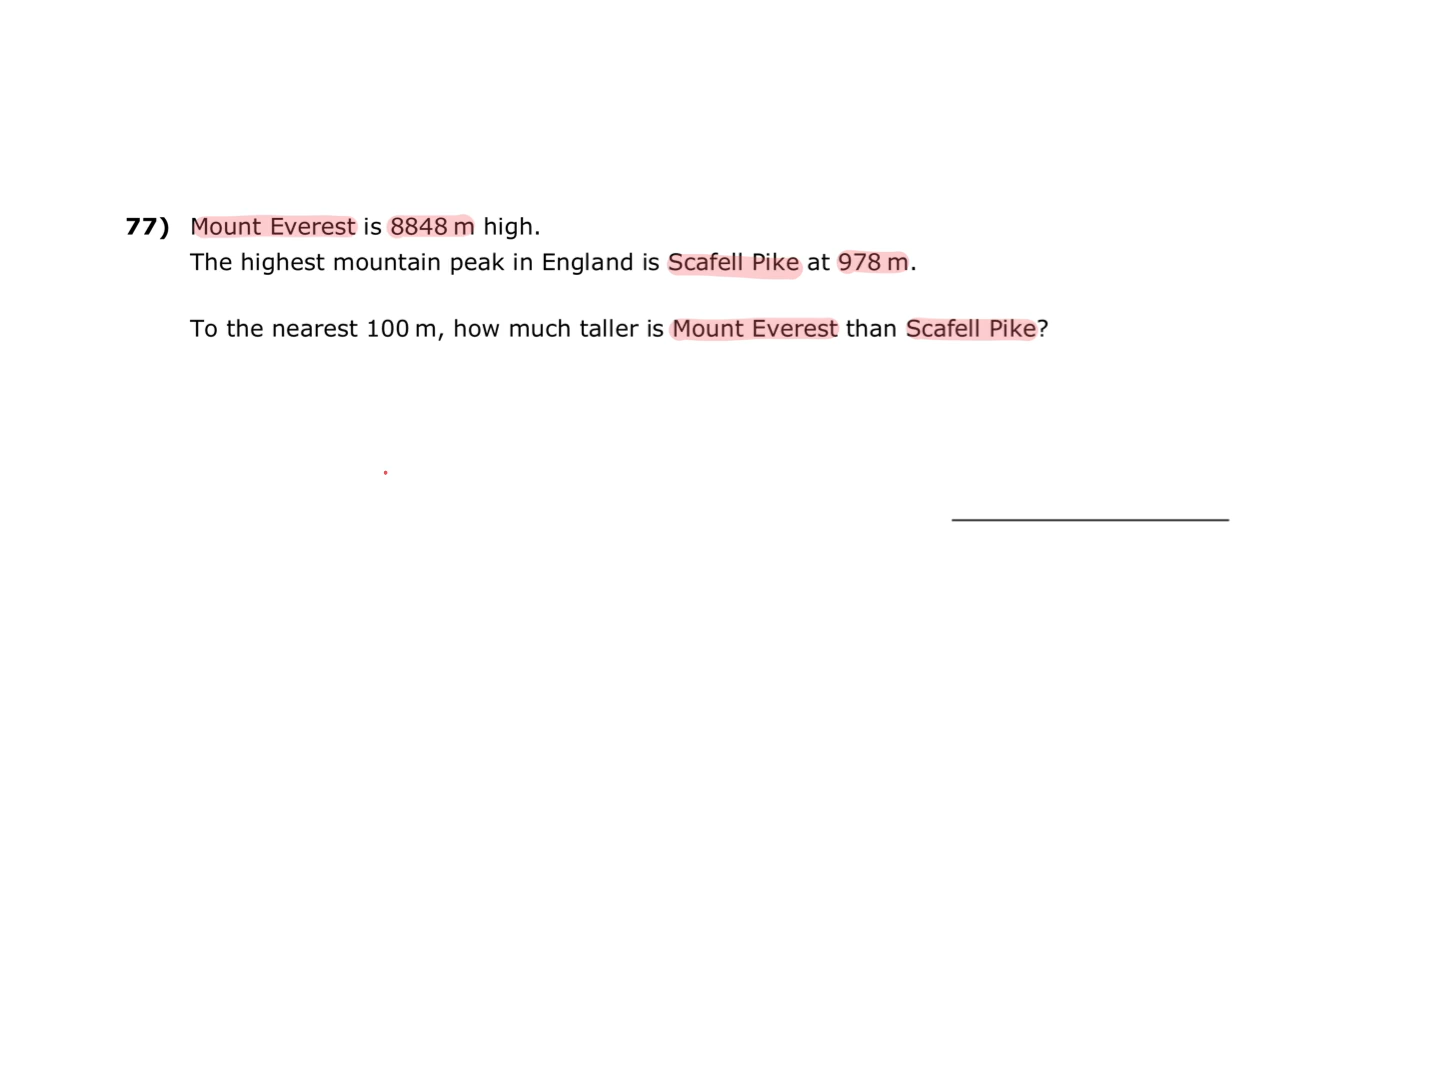 77) Mount Everest is 8848 m high.
The highest mountain peak in England is Scafell Pike at 978 m.
To the nearest 100 m, how much taller is Mount Everest than Scafell Pike?